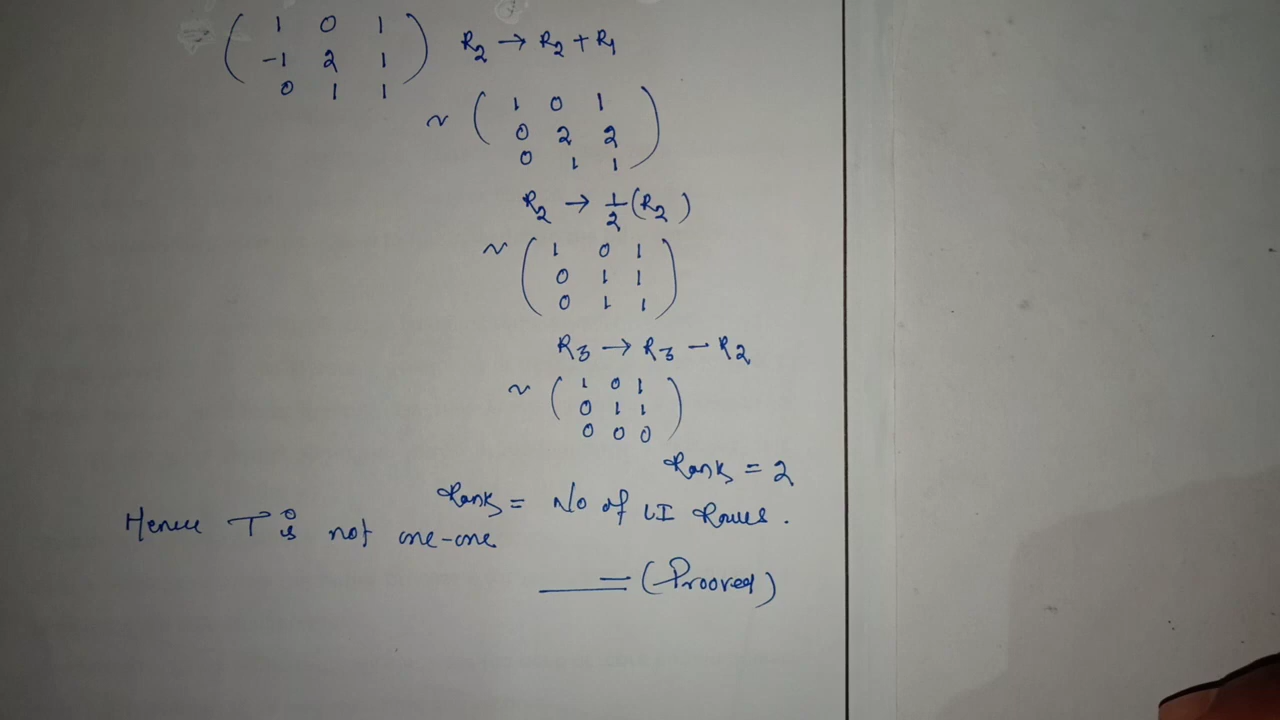 1 0 1
-1 2 1 R₂ → R₂ + R₁
0 1 1
~ 1 0 1
0 2 2
0 1 1
R₂ → 1/2 (R₂)
~ 1 0 1
0 1 1
0 1 1
R₃ → R₃ - R₂
~ 1 0 1
0 1 1
0 0 0
Rank = 2
Rank = No of LI Rows.
Hence T is not one-one
= (Prooved)